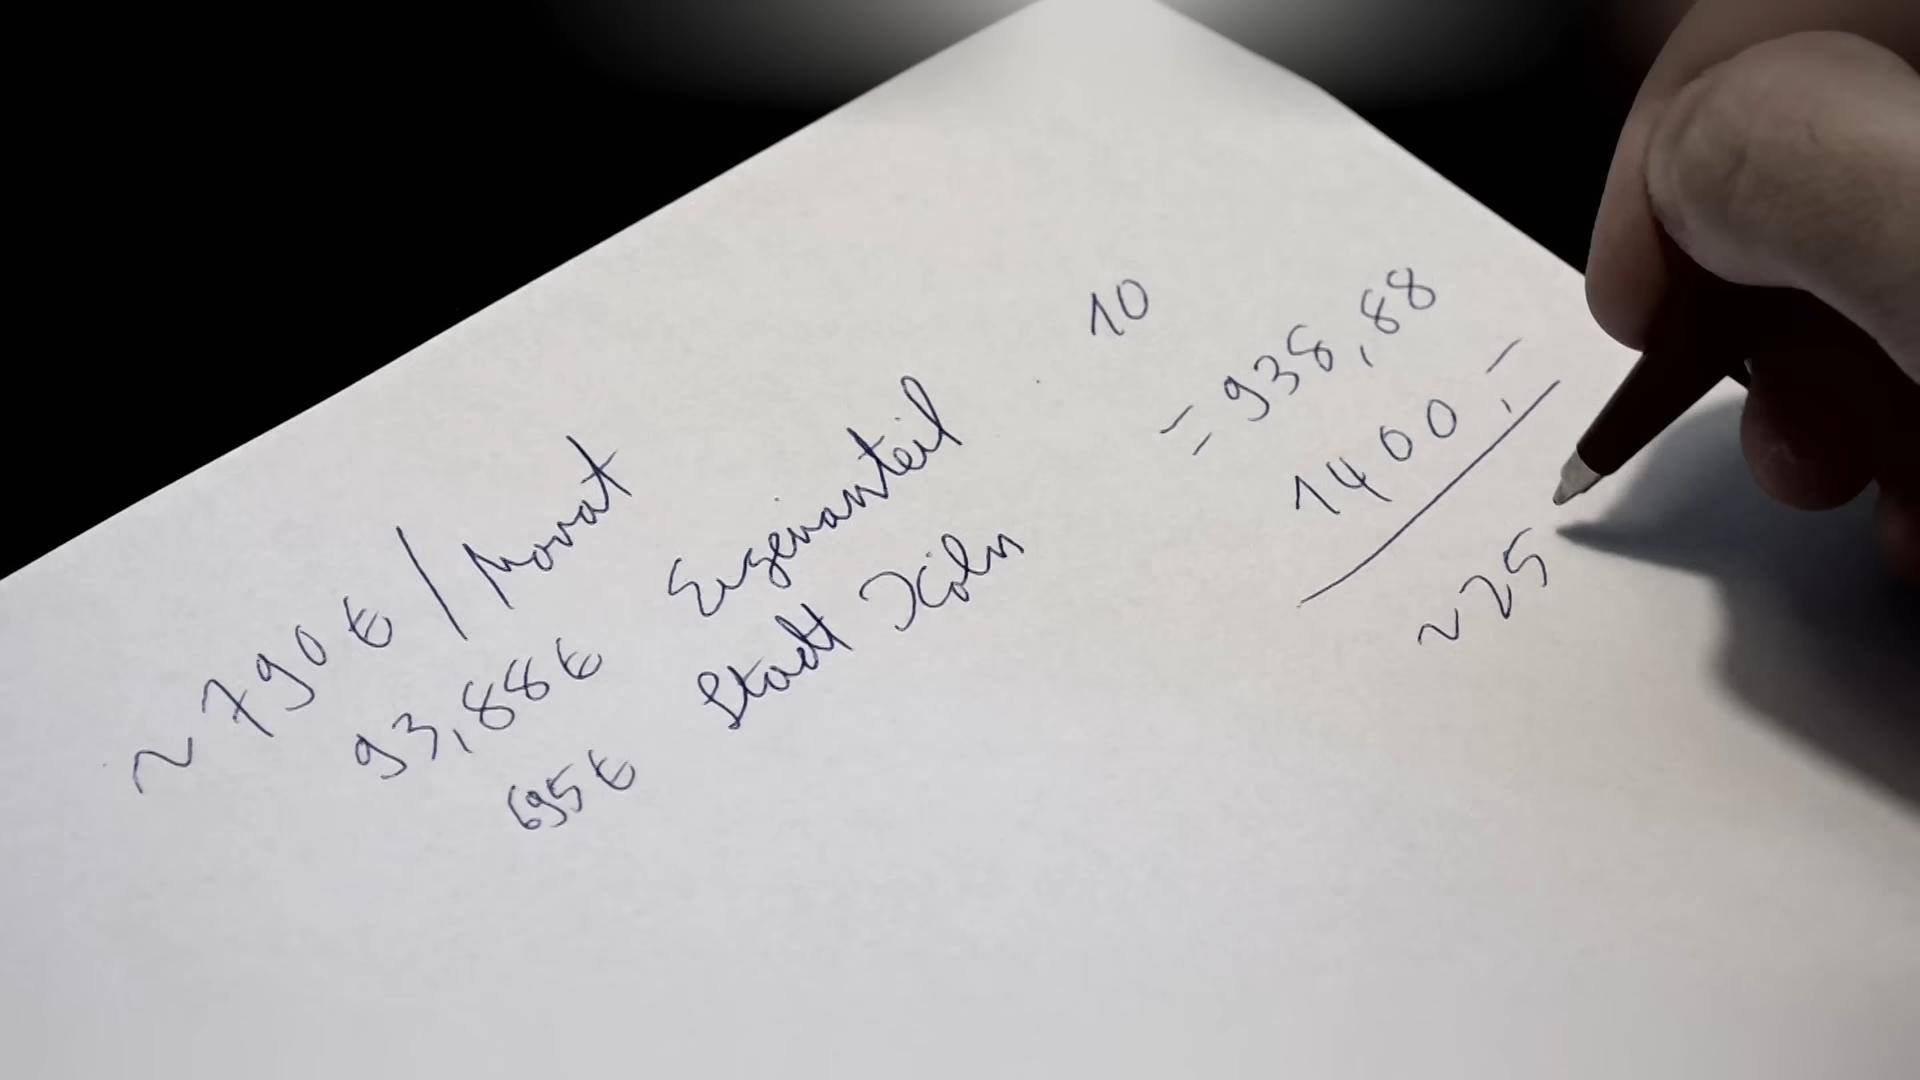 ~ 790 € / Monat
93,88 € Eigenanteil · 10 = 938,88
695 € Stadt Köln 1400,=
~ 25